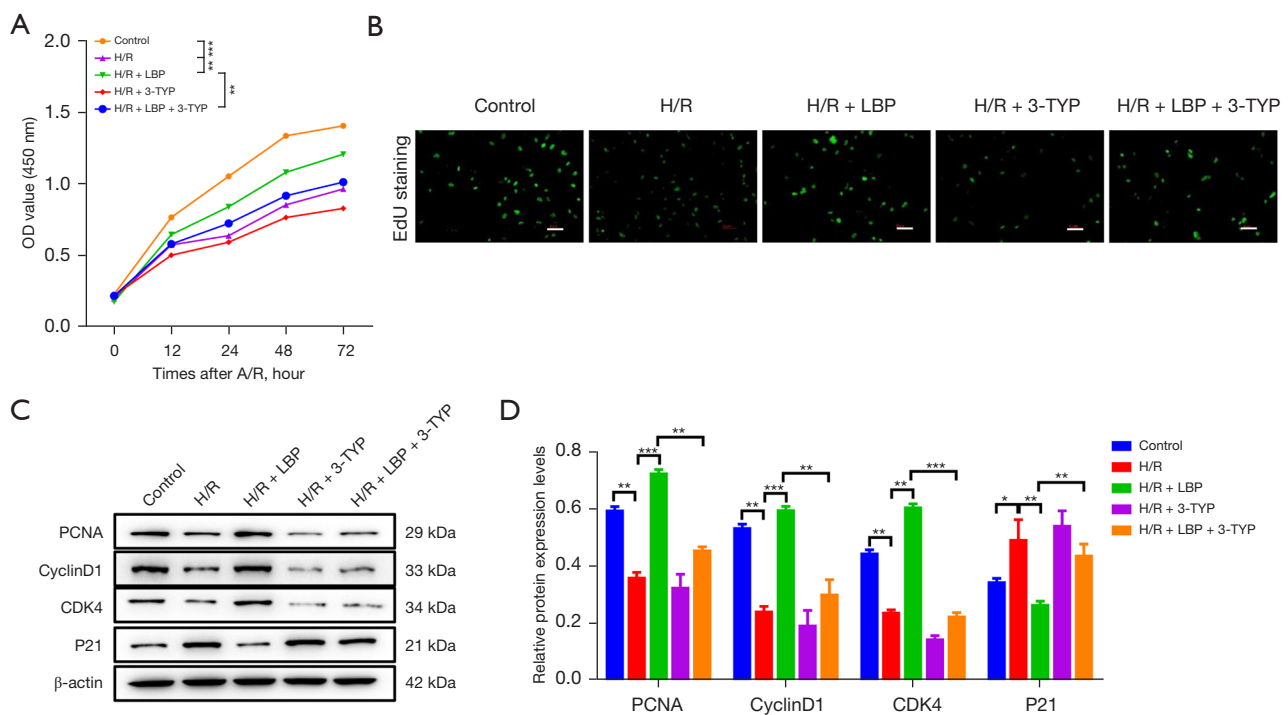 A
2.0
1.5
1.0
0.5
0.0
OD value (450 nm)
0
12
24
48
72
Times after A/R, hour
Control
H/R
H/R + LBP
H/R + 3-TYP
H/R + LBP + 3-TYP
***
**
**
B
Control
H/R
H/R + LBP
H/R + 3-TYP
H/R + LBP + 3-TYP
EdU staining
C
Control
H/R
H/R + LBP
H/R + 3-TYP
H/R + LBP + 3-TYP
PCNA
29 kDa
CyclinD1
33 kDa
CDK4
34 kDa
P21
21 kDa
β-actin
42 kDa
D
Relative protein expression levels
0.8
0.6
0.4
0.2
0.0
**
***
**
**
***
**
**
**
***
*
**
**
PCNA
CyclinD1
CDK4
P21
Control
H/R
H/R + LBP
H/R + 3-TYP
H/R + LBP + 3-TYP